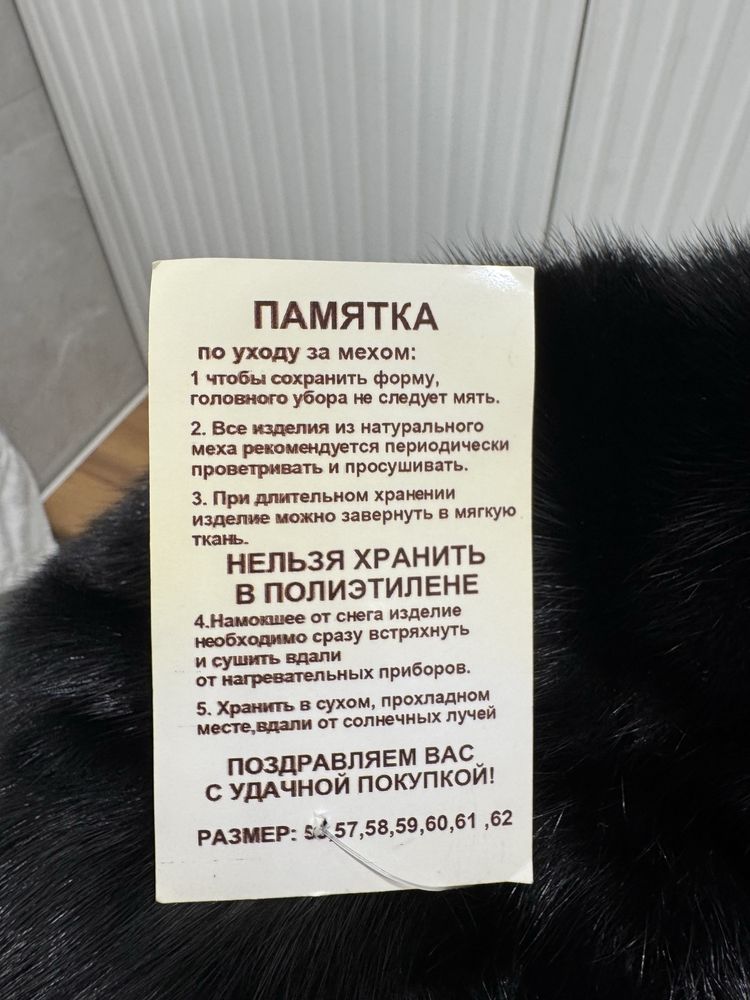 ПАМЯТКА
по уходу за мехом:
1 чтобы сохранить форму,
головного убора не следует мять.
2. Все изделия из натурального
меха рекомендуется периодически
проветривать и просушивать.
3. При длительном хранении
изделие можно завернуть в мягкую
ткань.
НЕЛЬЗЯ ХРАНИТЬ
В ПОЛИЭТИЛЕНЕ
4.Намокшее от снега изделие
необходимо сразу встряхнуть
и сушить вдали
от нагревательных приборов.
5. Хранить в сухом, прохладном
месте,вдали от солнечных лучей
ПОЗДРАВЛЯЕМ ВАС
С УДАЧНОЙ ПОКУПКОЙ!
РАЗМЕР: 57,58,59,60,61 ,62